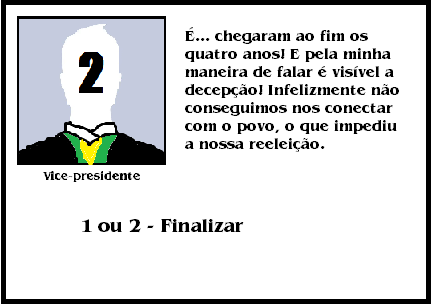 2
É... chegaram ao fim os
quatro anos! E pela minha
maneira de falar é visível a
decepção! Infelizmente não
conseguimos nos conectar
com o povo, o que impediu
a nossa reeleição.
Vice-presidente
1 ou 2 - Finalizar